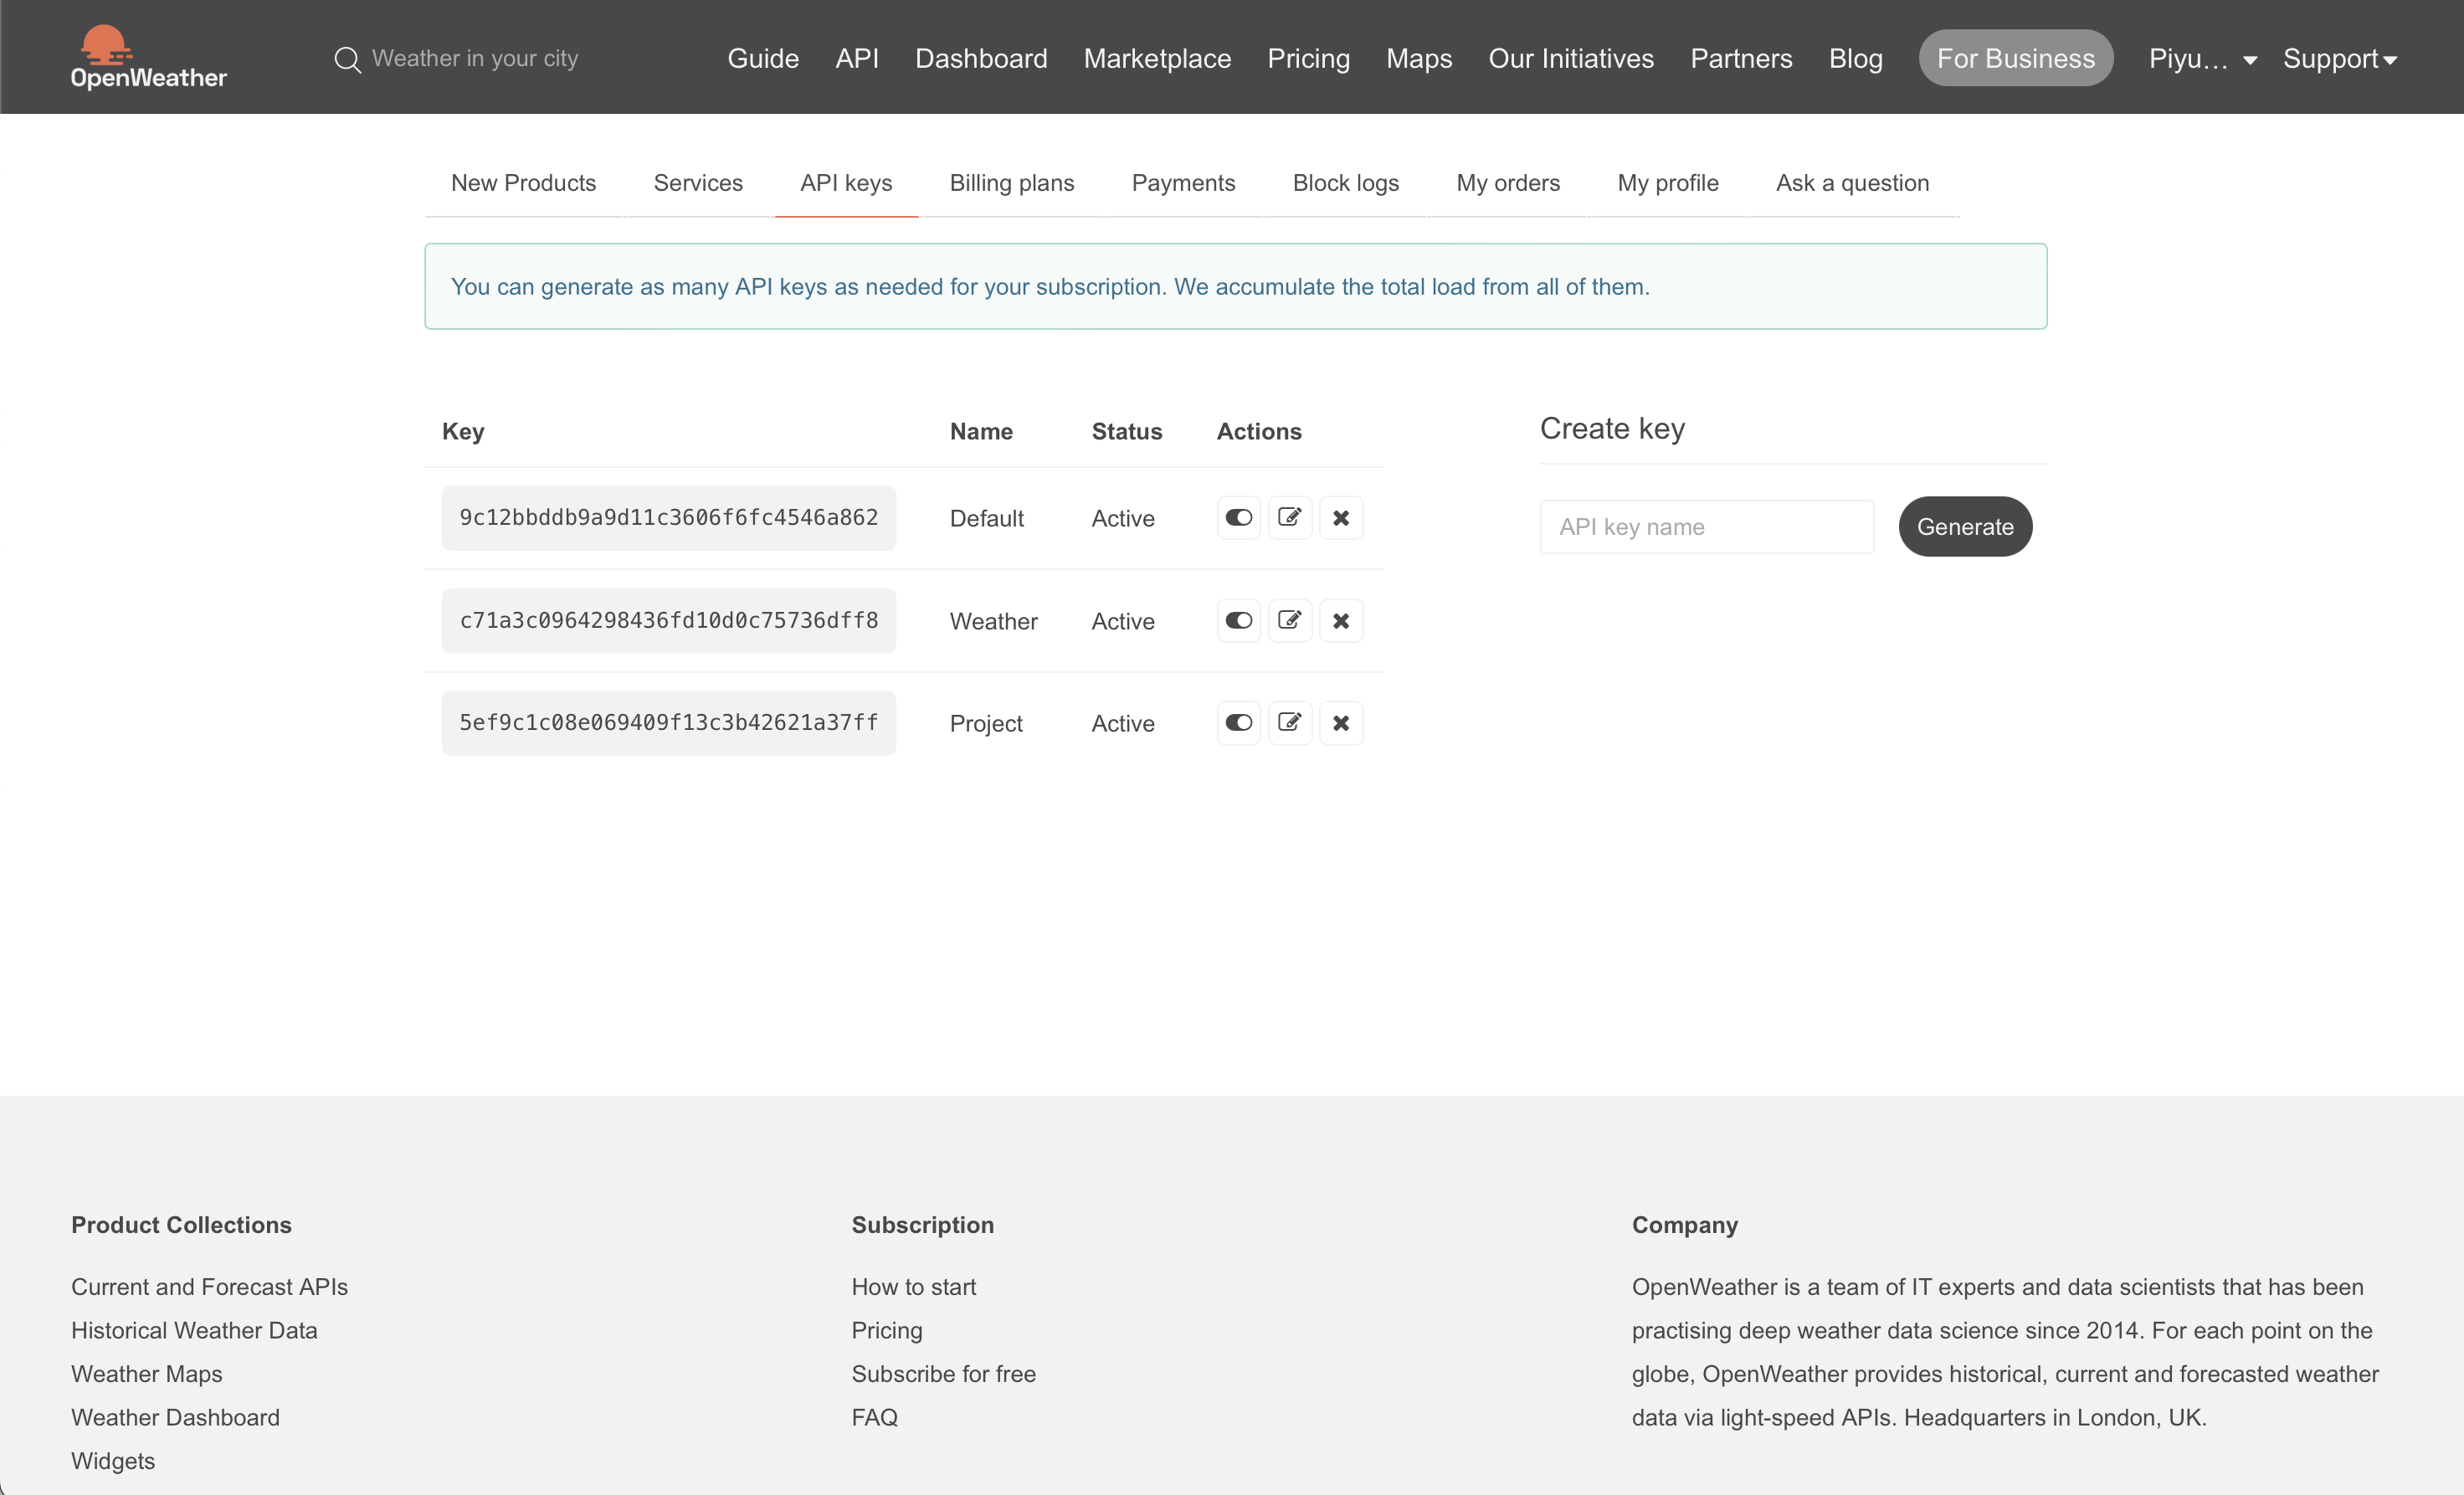 OpenWeather
Weather in your city
Guide API Dashboard Marketplace Pricing Maps Our Initiatives Partners Blog For Business Piyu... Support
New Products Services API keys Billing plans Payments Block logs My orders My profile Ask a question
You can generate as many API keys as needed for your subscription. We accumulate the total load from all of them.
Key Name Status Actions
9c12bbddb9a9d11c3606f6fc4546a862 Default Active
c71a3c0964298436fd10d0c75736dff8 Weather Active
5ef9c1c08e069409f13c3b42621a37ff Project Active
Create key
API key name Generate
Product Collections
Current and Forecast APIs
Historical Weather Data
Weather Maps
Weather Dashboard
Widgets
Subscription
How to start
Pricing
Subscribe for free
FAQ
Company
OpenWeather is a team of IT experts and data scientists that has been
practising deep weather data science since 2014. For each point on the
globe, OpenWeather provides historical, current and forecasted weather
data via light-speed APIs. Headquarters in London, UK.